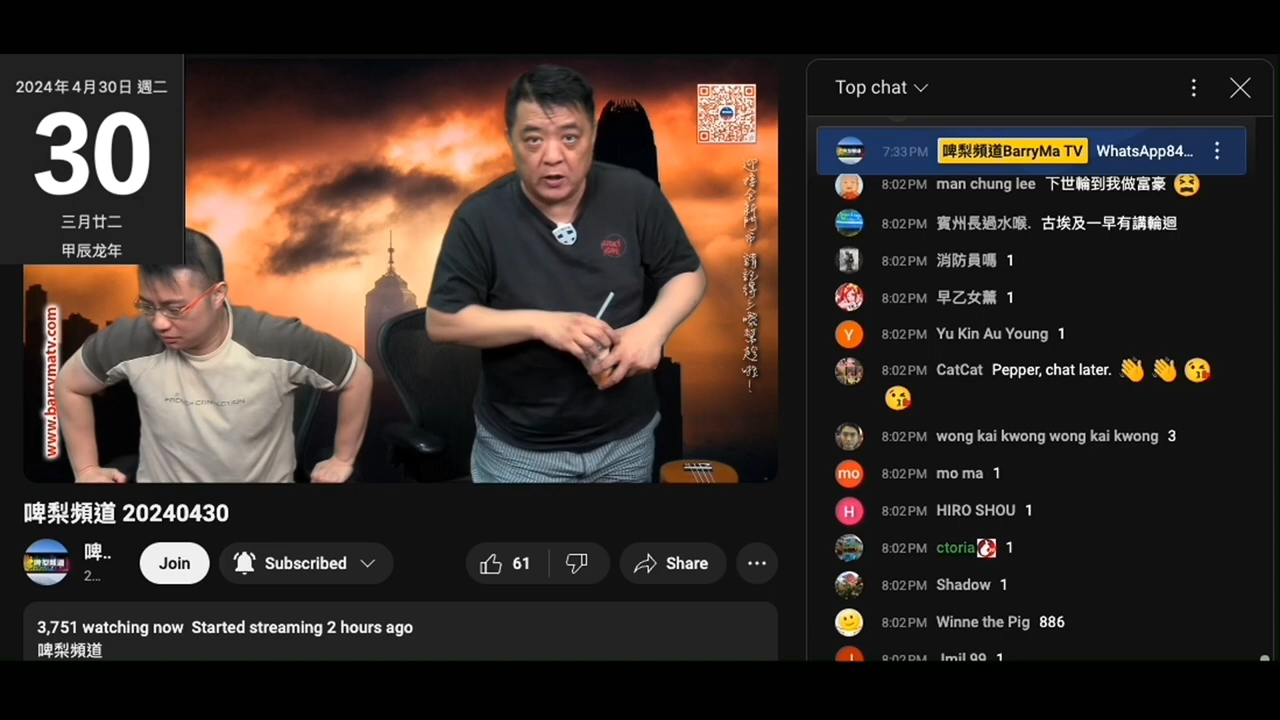 2024年4月30日 週二
30
三月廿二
甲辰龙年
www.barrymatv.com
啤梨頻道 20240430
啤..
2...
Join
Subscribed
61
Share
3,751 watching now Started streaming 2 hours ago
啤梨頻道
Top chat
7:33 PM 啤梨頻道BarryMa TV WhatsApp84...
8:02 PM man chung lee 下世輪到我做富豪
8:02 PM 賓州長過水喉. 古埃及一早有講輪迴
8:02 PM 消防員嗎 1
8:02 PM 早乙女薰 1
Y 8:02 PM Yu Kin Au Young 1
8:02 PM CatCat Pepper, chat later.
8:02 PM wong kai kwong wong kai kwong 3
mo 8:02 PM mo ma 1
H 8:02 PM HIRO SHOU 1
8:02 PM ctoria 1
8:02 PM Shadow 1
8:02 PM Winne the Pig 886
8:02 PM Jmil 99 1